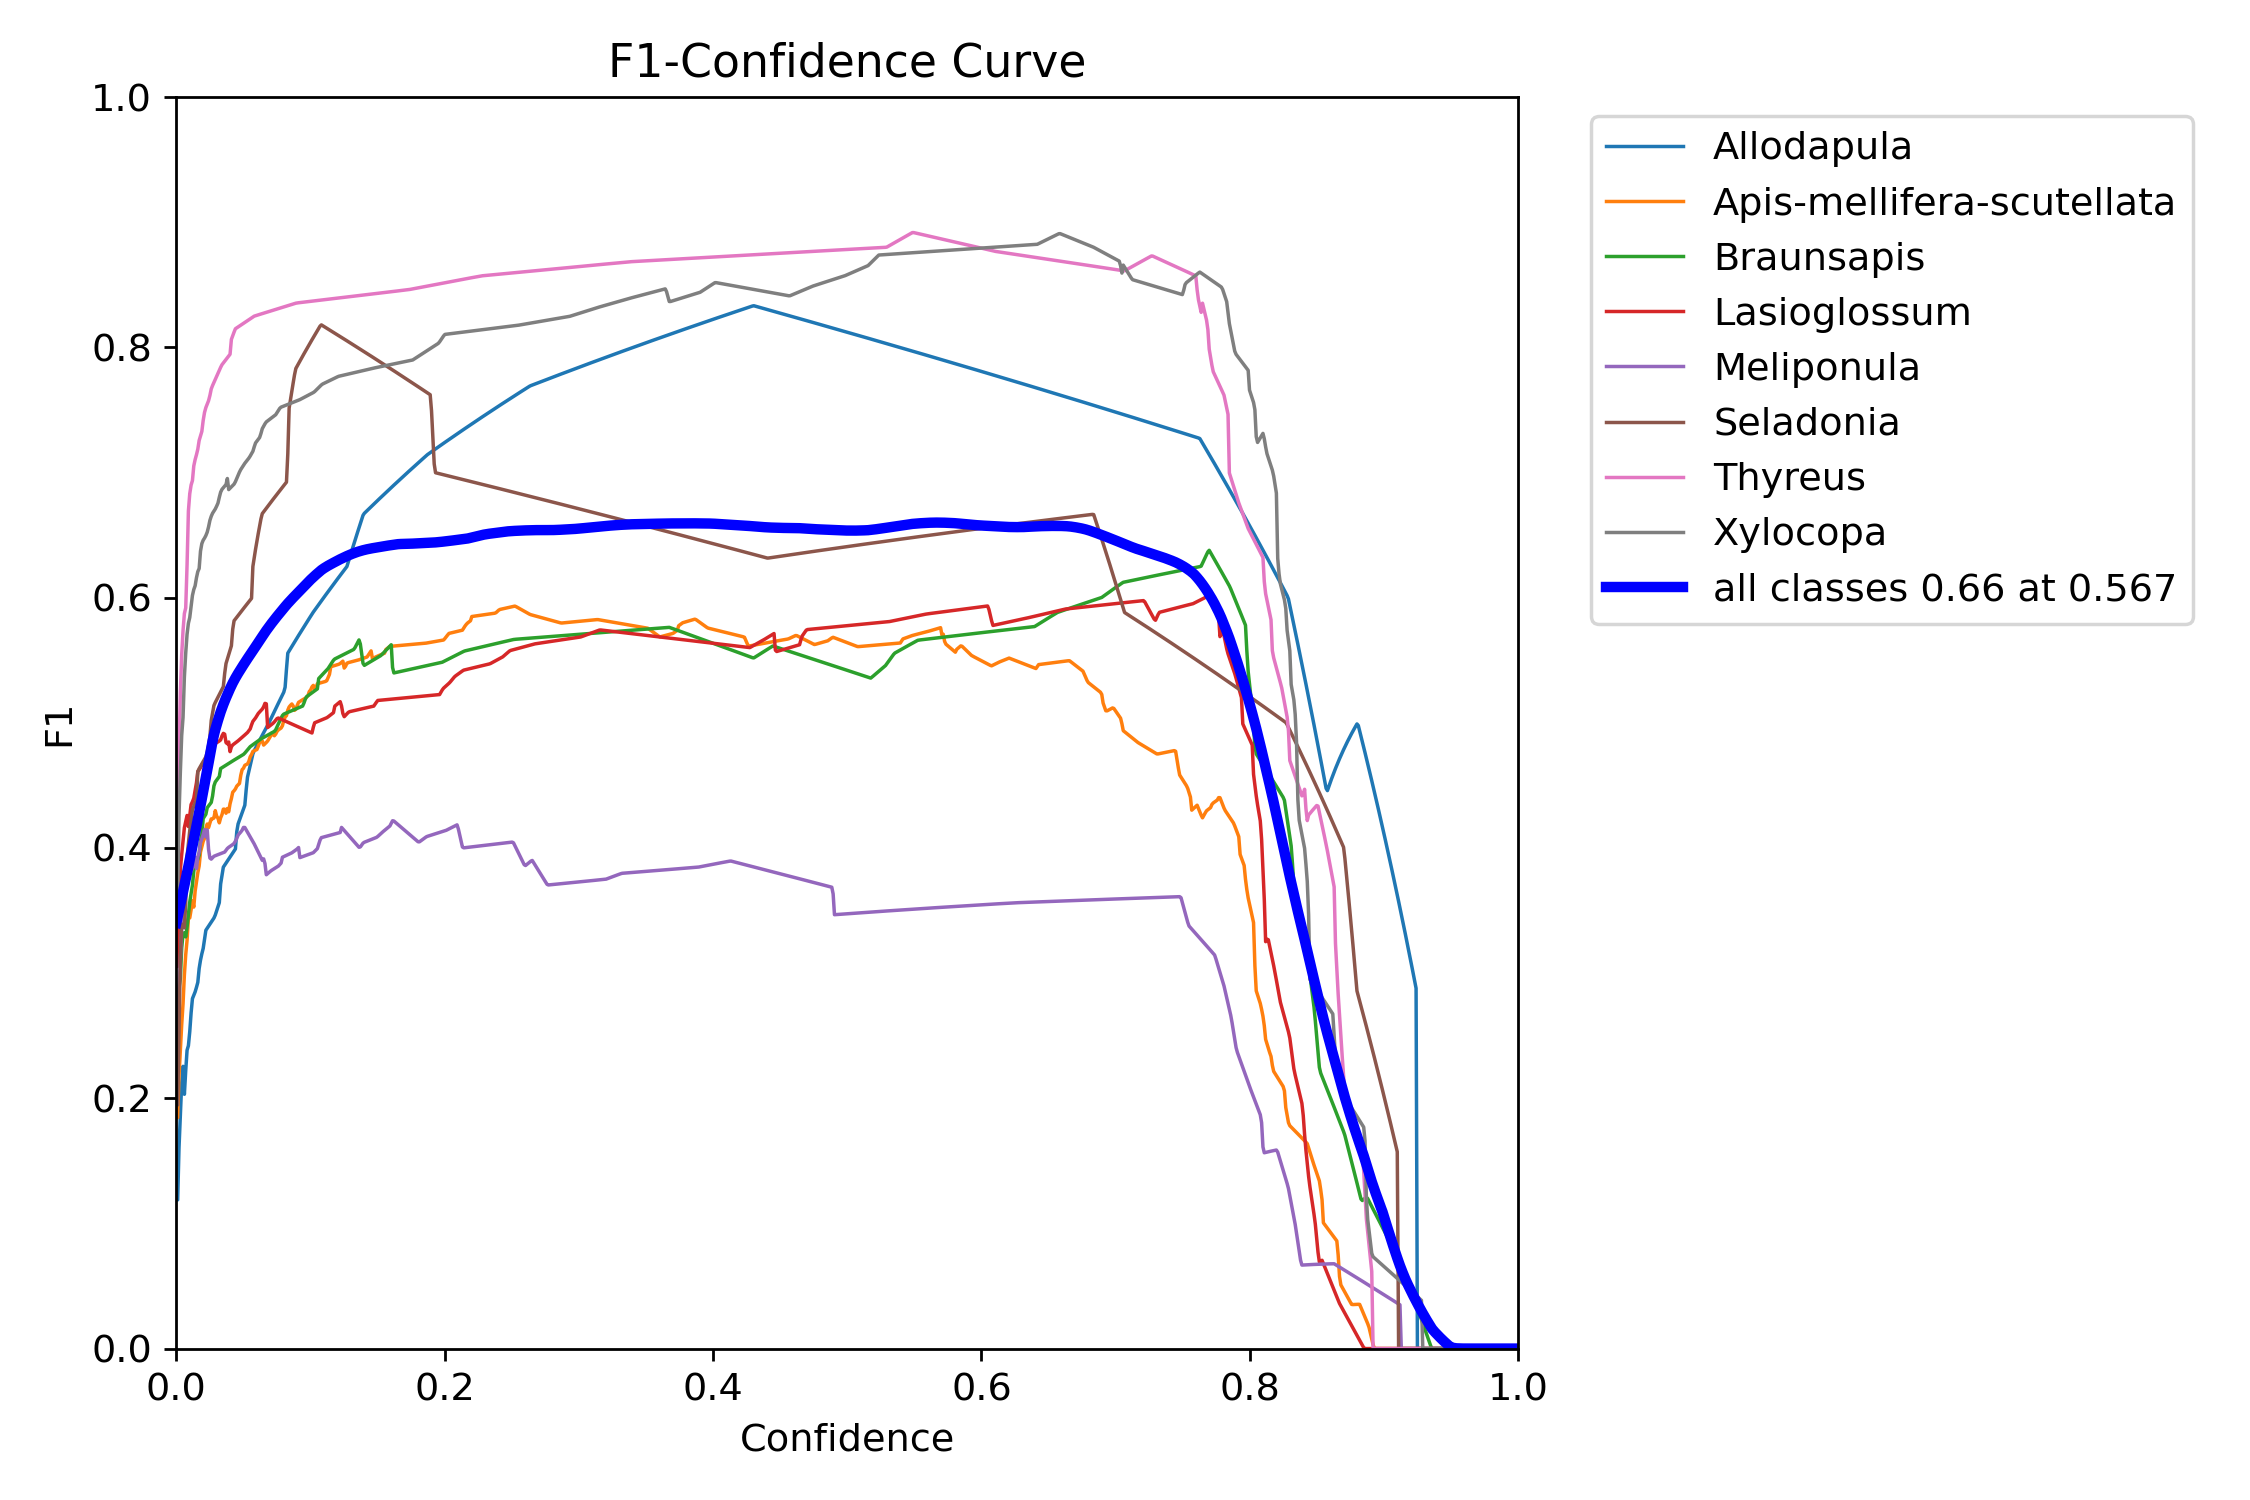 F1-Confidence Curve
1.0
0.8
0.6
0.4
0.2
0.0
F1
0.0 0.2 0.4 0.6 0.8 1.0
Confidence
Allodapula
Apis-mellifera-scutellata
Braunsapis
Lasioglossum
Meliponula
Seladonia
Thyreus
Xylocopa
all classes 0.66 at 0.567